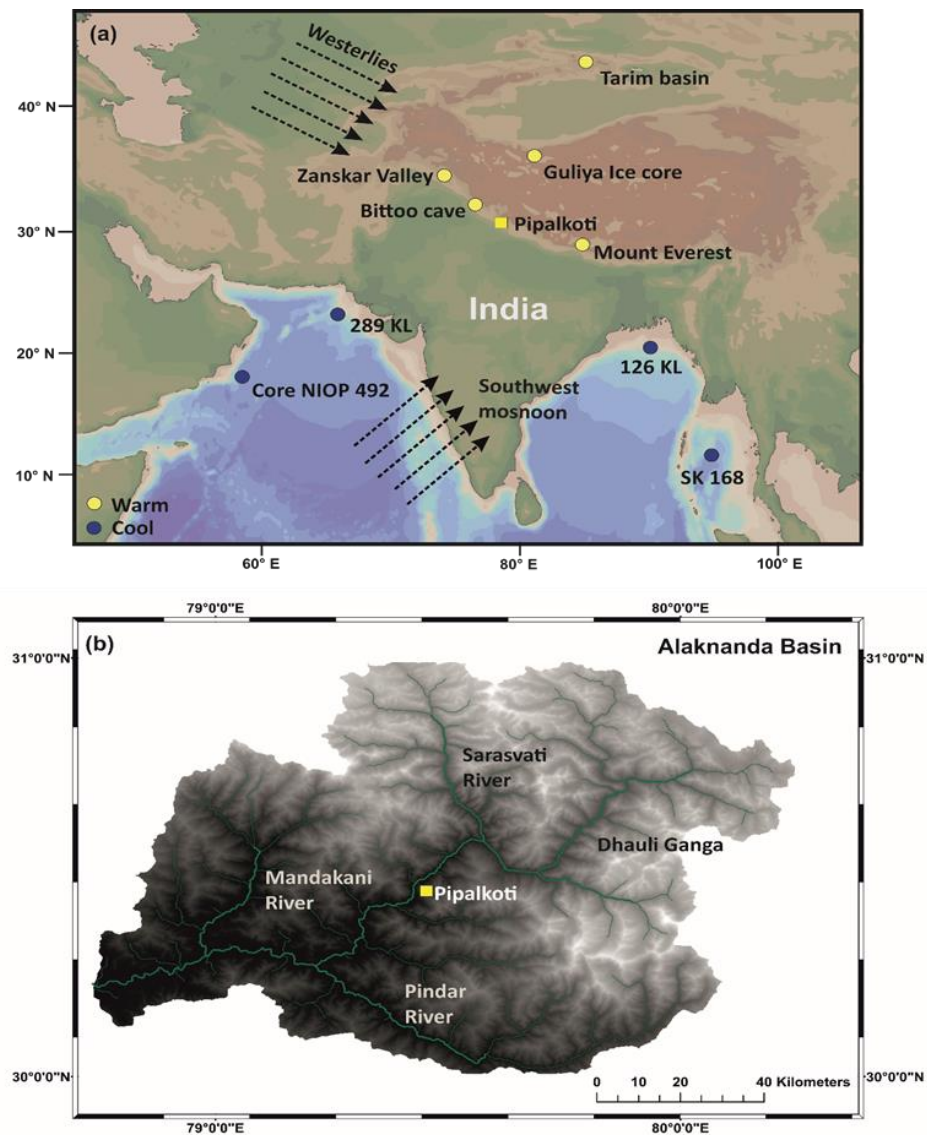 (a)
Westerlies
Tarim basin
40° N
Zanskar Valley
Guliya Ice core
Bittoo cave
Pipalkoti
30° N
Mount Everest
India
289 KL
20° N
126 KL
Core NIOP 492
Southwest
mosnoon
SK 168
10° N
Warm
Cool
60° E
80° E
100° E
79°0'0"E
80°0'0"E
(b)
Alaknanda Basin
31°0'0"N
31°0'0"N
Sarasvati
River
Dhauli Ganga
Mandakani
River
Pipalkoti
Pindar
River
30°0'0"N
30°0'0"N
0 10 20 40 Kilometers
79°0'0"E
80°0'0"E